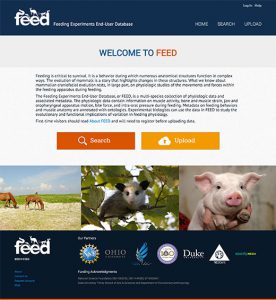 Log In Help
feed Feeding Experiments End-User Database
HOME SEARCH UPLOAD
WELCOME TO FEED
Feeding is critical to survival. It is a behavior during which numerous anatomical structures function in complex
ways. The evolution of mammals is a story that highlights changes in these structures. What we know about
mammalian craniofacial evolution rests, in large part, on physiologic studies of the movements and forces within
the feeding apparatus during feeding.
The Feeding Experiments End-User Database, or FEED, is a multi-species collection of physiologic data and
associated metadata. The physiologic data contain information on muscle activity, bone and muscle strain, jaw and
oropharyngeal apparatus motion, bite force, and intra-oral pressure during feeding. Metadata on feeding behaviors
and muscle anatomy are annotated with ontologies. Experimental biologists can use the data in FEED to study the
evolutionary and functional implications of variation in feeding physiology.
First time visitors should read About FEED and will need to register before uploading data.
Search
Upload
feed
Our Partners
OHIO
UNIVERSITY
100
Duke
NESCent
Funding Acknowledgments